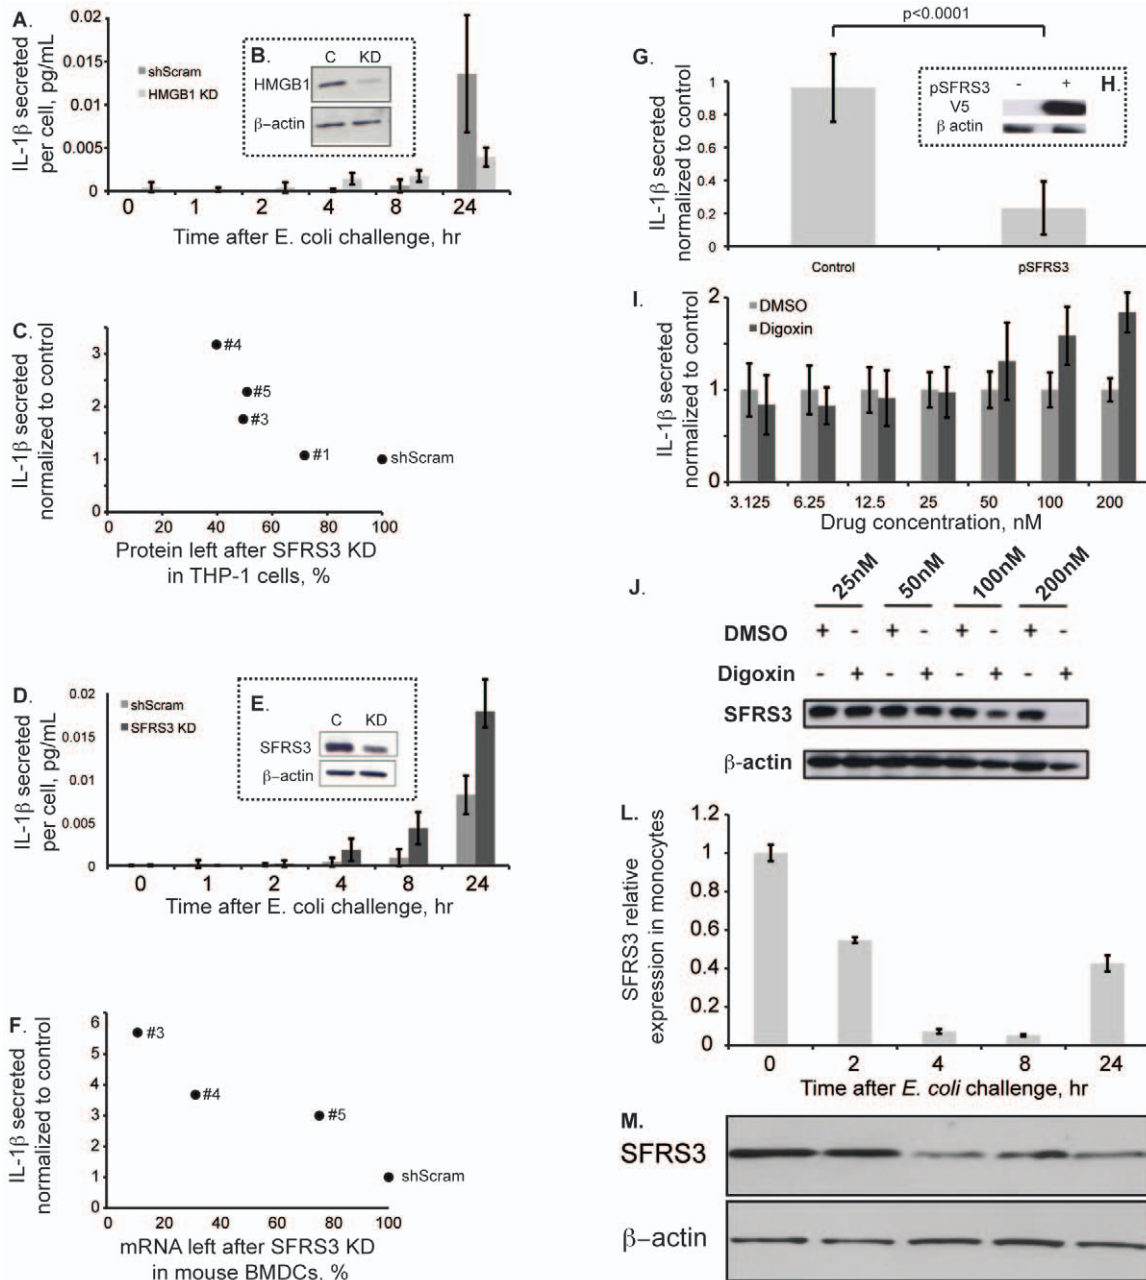 A.
IL-1β secreted
per cell, pg/mL
0.02
0.015
0.01
0.005
0
shScram
HMGB1 KD
B.
C KD
HMGB1
β-actin
0 1 2 4 8 24
Time after E. coli challenge, hr
C.
IL-1β secreted
normalized to control
3
2
1
0
#4
#5
#3
#1
shScram
0 20 40 60 80 100
Protein left after SFRS3 KD
in THP-1 cells, %
D.
IL-1β secreted
per cell, pg/mL
0.02
0.015
0.01
0.005
0
shScram
SFRS3 KD
E.
C KD
SFRS3
β-actin
0 1 2 4 8 24
Time after E. coli challenge, hr
F.
IL-1β secreted
normalized to control
6
5
4
3
2
1
0
#3
#4
#5
shScram
0 20 40 60 80 100
mRNA left after SFRS3 KD
in mouse BMDCs, %
p<0.0001
G.
IL-1β secreted
normalized to control
1
0.8
0.6
0.4
0.2
0
H.
pSFRS3 - +
V5
β actin
Control pSFRS3
I.
IL-1β secreted
normalized to control
2
1
0
DMSO
Digoxin
3.125 6.25 12.5 25 50 100 200
Drug concentration, nM
J.
25nM 50nM 100nM 200nM
DMSO + - + - + - + -
Digoxin - + - + - + - +
SFRS3
β-actin
L.
SFRS3 relative
expression in monocytes
1.2
1
0.8
0.6
0.4
0.2
0
0 2 4 8 24
Time after E. coli challenge, hr
M.
SFRS3
β-actin